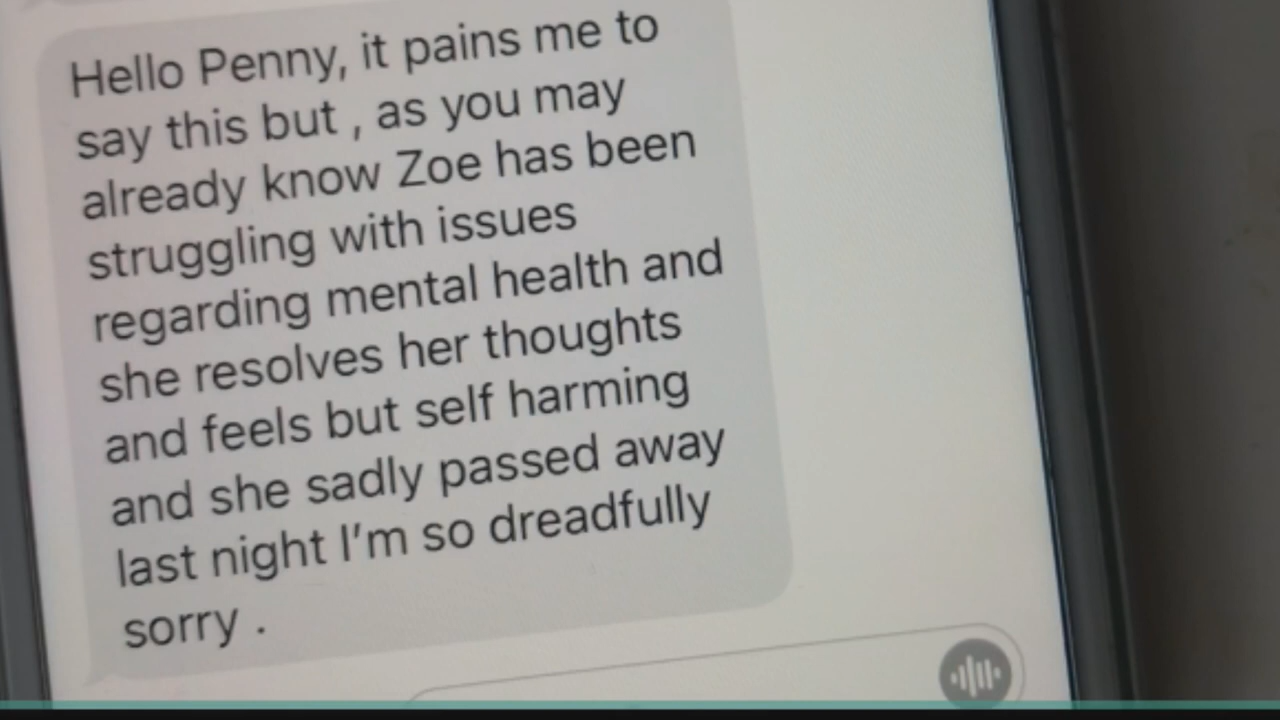 Hello Penny, it pains me to
say this but , as you may
already know Zoe has been
struggling with issues
regarding mental health and
she resolves her thoughts
and feels but self harming
and she sadly passed away
last night I'm so dreadfully
sorry .